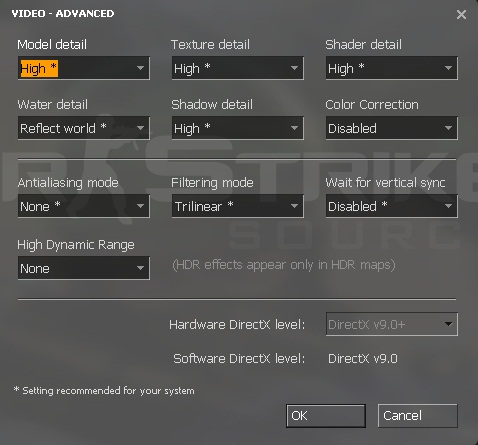 VIDEO - ADVANCED
Model detail
Texture detail
Shader detail
High *
High *
High *
Water detail
Shadow detail
Color Correction
Reflect world *
High *
Disabled
STRIKE
SOURC
Antialiasing mode
Filtering mode
Wait for vertical sync
None *
Trilinear *
Disabled *
High Dynamic Range
None
(HDR effects appear only in HDR maps)
Hardware DirectX level:
DirectX v9.0+
Software DirectX level:
DirectX v9.0
* Setting recommended for your system
OK
Cancel